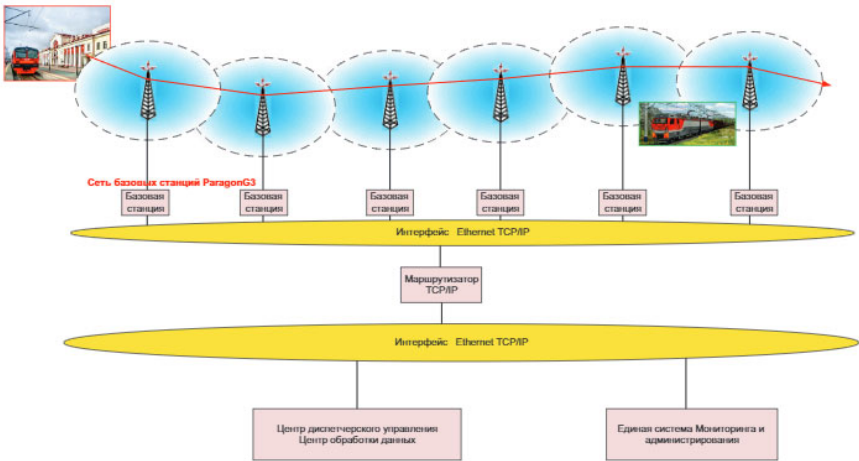 Сеть базовых станций ParagonG3
Базовая
станция
Базовая
станция
Базовая
станция
Базовая
станция
Базовая
станция
Базовая
станция
Интерфейс Ethernet TCP/IP
Маршрутизатор
TCP/IP
Интерфейс Ethernet TCP/IP
Центр диспетчерского управления
Центр обработки данных
Единая система Мониторинга и
администрирования